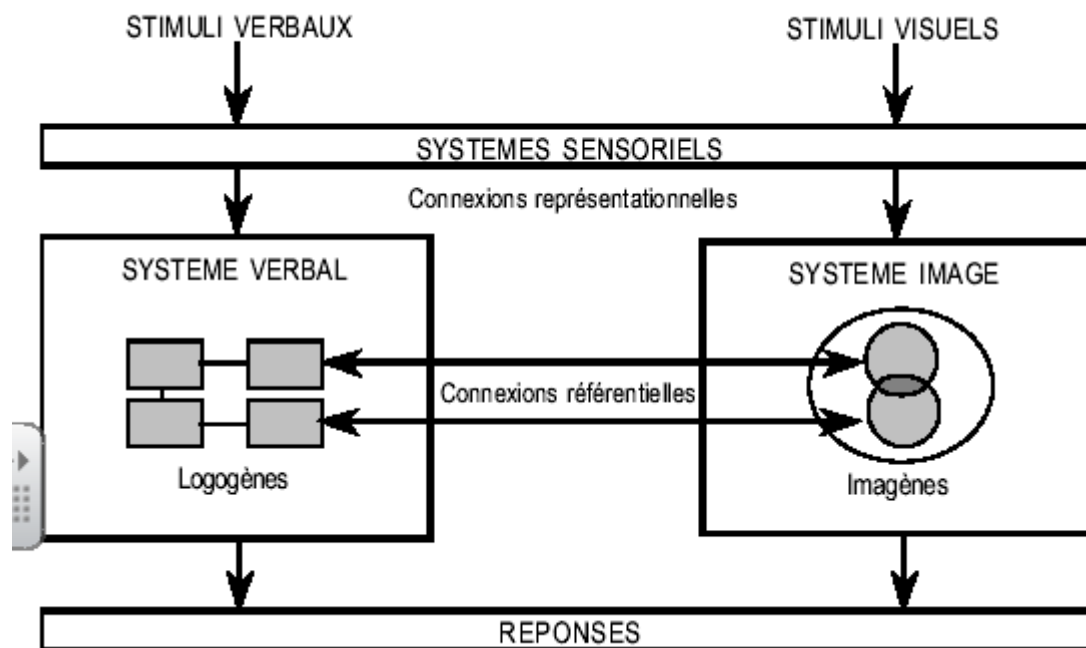 STIMULI VERBAUX
STIMULI VISUELS
SYSTEMES SENSORIELS
Connexions représentationnelles
SYSTEME VERBAL
SYSTEME IMAGE
Connexions référentielles
Logogènes
Imagènes
REPONSES